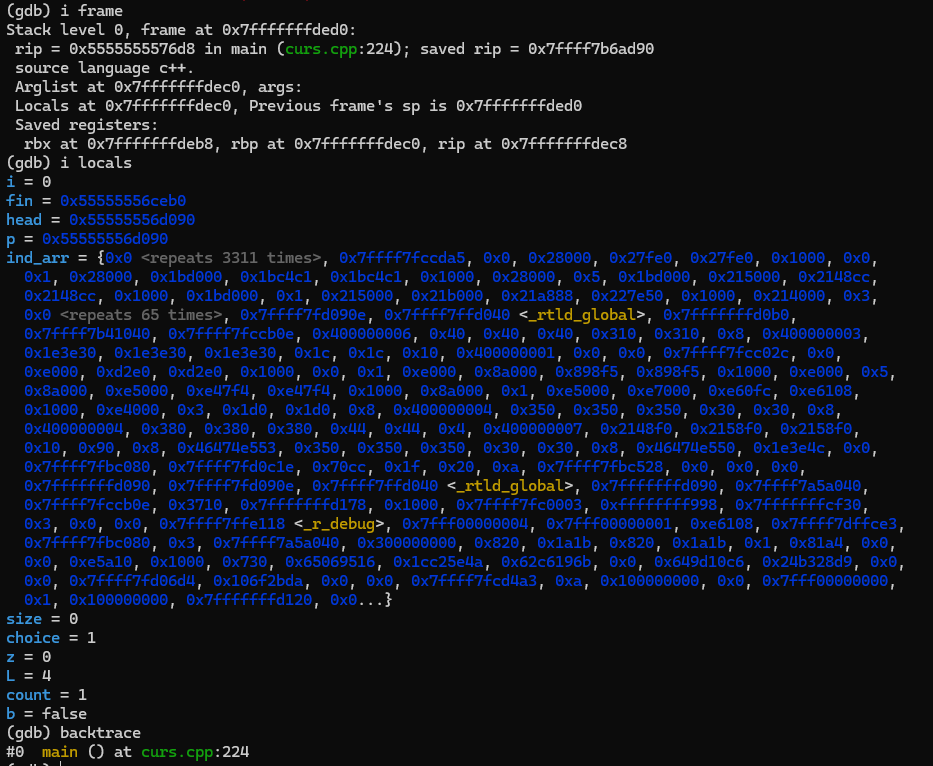 (gdb) i frame
Stack level 0, frame at 0x7fffffffded0:
 rip = 0x5555555576d8 in main (curs.cpp:224); saved rip = 0x7ffff7b6ad90
 source language c++.
 Arglist at 0x7fffffffdec0, args:
 Locals at 0x7fffffffdec0, Previous frame's sp is 0x7fffffffded0
 Saved registers:
  rbx at 0x7fffffffdeb8, rbp at 0x7fffffffdec0, rip at 0x7fffffffdec8
(gdb) i locals
i = 0
fin = 0x55555556ceb0
head = 0x55555556d090
p = 0x55555556d090
ind_arr = {0x0 <repeats 3311 times>, 0x7ffff7fccda5, 0x0, 0x28000, 0x27fe0, 0x27fe0, 0x1000, 0x0,
  0x1, 0x28000, 0x1bd000, 0x1bc4c1, 0x1bc4c1, 0x1000, 0x28000, 0x5, 0x1bd000, 0x215000, 0x2148cc,
  0x2148cc, 0x1000, 0x1bd000, 0x1, 0x215000, 0x21b000, 0x21a888, 0x227e50, 0x1000, 0x214000, 0x3,
  0x0 <repeats 65 times>, 0x7ffff7fd090e, 0x7ffff7ffd040 <_rtld_global>, 0x7fffffffd0b0,
  0x7ffff7b41040, 0x7ffff7fccb0e, 0x400000006, 0x40, 0x40, 0x40, 0x310, 0x310, 0x8, 0x400000003,
  0x1e3e30, 0x1e3e30, 0x1e3e30, 0x1c, 0x1c, 0x10, 0x400000001, 0x0, 0x0, 0x7ffff7fcc02c, 0x0,
  0xe000, 0xd2e0, 0xd2e0, 0x1000, 0x0, 0x1, 0xe000, 0x8a000, 0x898f5, 0x898f5, 0x1000, 0xe000, 0x5,
  0x8a000, 0xe5000, 0xe47f4, 0xe47f4, 0x1000, 0x8a000, 0x1, 0xe5000, 0xe7000, 0xe60fc, 0xe6108,
  0x1000, 0xe4000, 0x3, 0x1d0, 0x1d0, 0x8, 0x400000004, 0x350, 0x350, 0x350, 0x30, 0x30, 0x8,
  0x400000004, 0x380, 0x380, 0x380, 0x44, 0x44, 0x4, 0x400000007, 0x2148f0, 0x2158f0, 0x2158f0,
  0x10, 0x90, 0x8, 0x46474e553, 0x350, 0x350, 0x350, 0x30, 0x30, 0x8, 0x46474e550, 0x1e3e4c, 0x0,
  0x7ffff7fbc080, 0x7ffff7fd0c1e, 0x70cc, 0x1f, 0x20, 0xa, 0x7ffff7fbc528, 0x0, 0x0, 0x0,
  0x7fffffffd090, 0x7ffff7fd090e, 0x7ffff7ffd040 <_rtld_global>, 0x7fffffffd090, 0x7ffff7a5a040,
  0x7ffff7fccb0e, 0x3710, 0x7fffffffd178, 0x1000, 0x7ffff7fc0003, 0xffffffff998, 0x7fffffffcf30,
  0x3, 0x0, 0x0, 0x7ffff7ffe118 <_r_debug>, 0x7fff00000004, 0x7fff00000001, 0xe6108, 0x7ffff7dffce3,
  0x7ffff7fbc080, 0x3, 0x7ffff7a5a040, 0x300000000, 0x820, 0x1a1b, 0x820, 0x1a1b, 0x1, 0x81a4, 0x0,
  0x0, 0xe5a10, 0x1000, 0x730, 0x65069516, 0x1cc25e4a, 0x62c6196b, 0x0, 0x649d10c6, 0x24b328d9, 0x0,
  0x0, 0x7ffff7fd06d4, 0x106f2bda, 0x0, 0x0, 0x7ffff7fcd4a3, 0xa, 0x100000000, 0x0, 0x7fff00000000,
  0x1, 0x100000000, 0x7fffffffd120, 0x0...}
size = 0
choice = 1
z = 0
L = 4
count = 1
b = false
(gdb) backtrace
#0  main () at curs.cpp:224